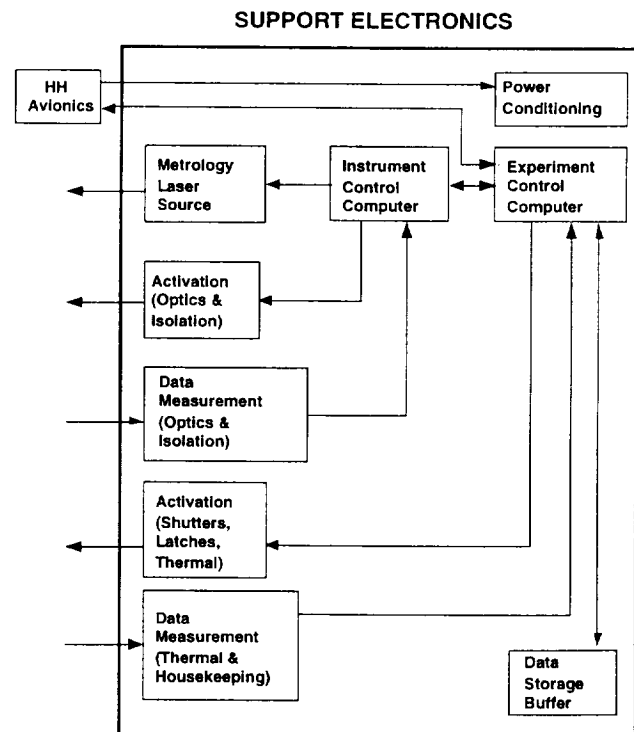 SUPPORT ELECTRONICS
HH
Avionics
Power
Conditioning
Metrology
Laser
Source
Instrument
Control
Computer
Experiment
Control
Computer
Activation
(Optics &
Isolation)
Data
Measurement
(Optics &
Isolation)
Activation
(Shutters,
Latches,
Thermal)
Data
Measurement
(Thermal &
Housekeeping)
Data
Storage
Buffer